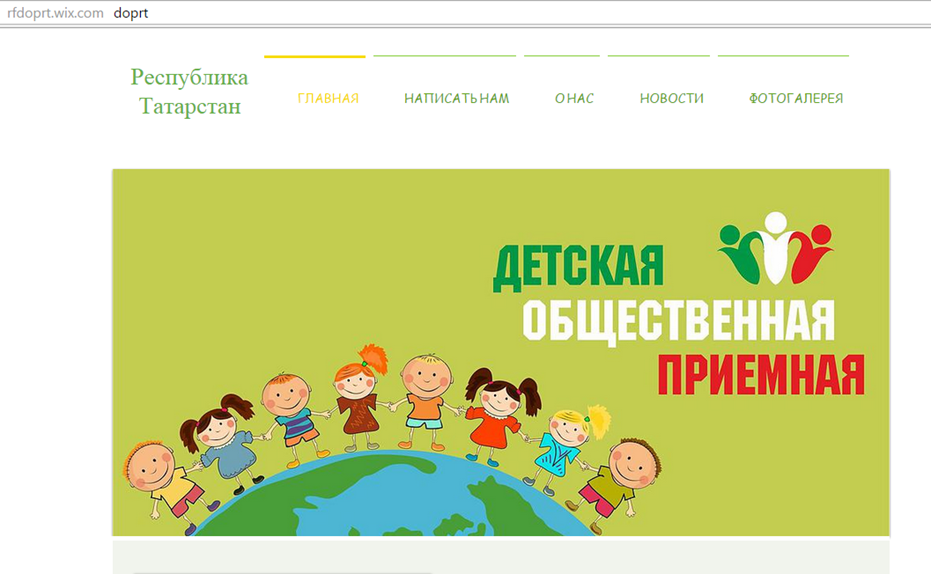 rfdoprt.wix.com doprt
Республика
Татарстан
ГЛАВНАЯ НАПИСАТЬ НАМ О НАС НОВОСТИ ФОТОГАЛЕРЕЯ
ДЕТСКАЯ
ОБЩЕСТВЕННАЯ
ПРИЕМНАЯ